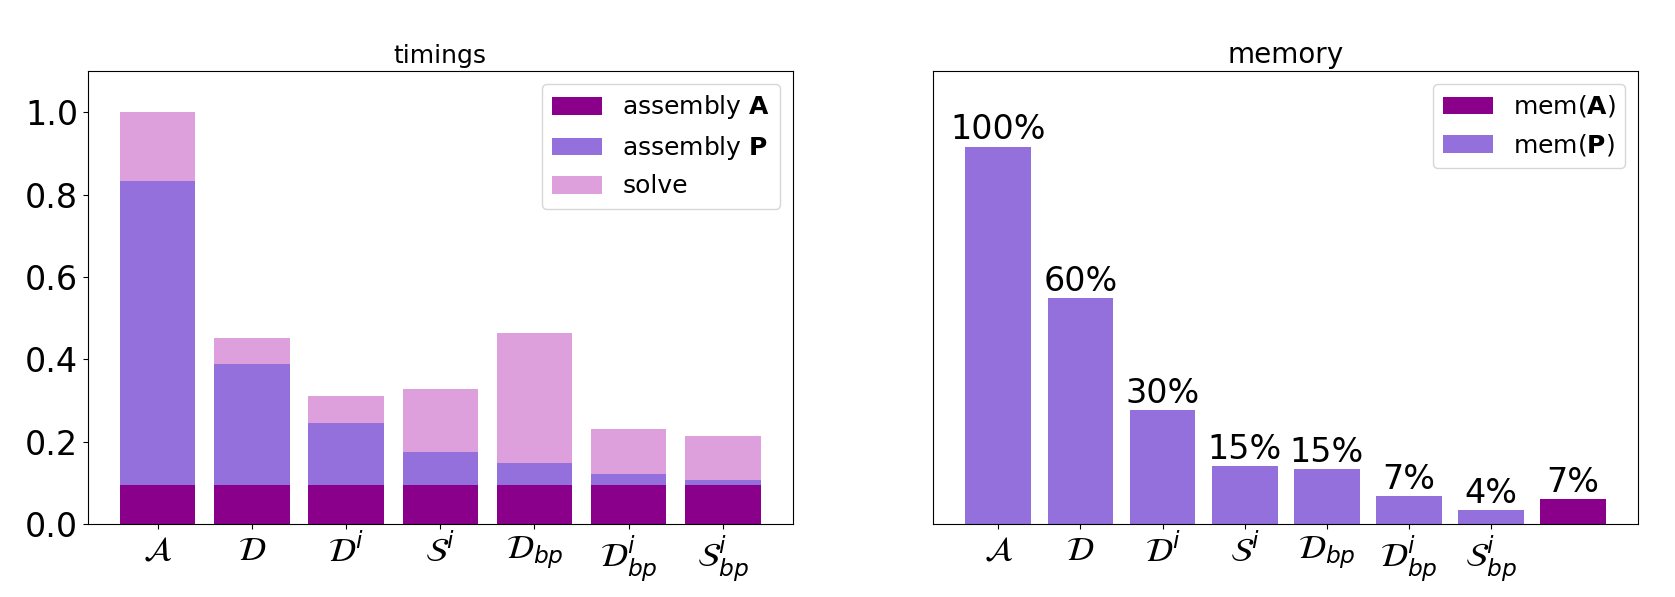 timings
1.0
0.8
0.6
0.4
0.2
0.0
assembly A
assembly P
solve
𝒜 𝒟 𝒟^i 𝒮^i 𝒟_bp 𝒟^i_bp 𝒮^i_bp
memory
mem(A)
mem(P)
100%
60%
30%
15%
15%
7%
4%
7%
𝒜 𝒟 𝒟^i 𝒮^i 𝒟_bp 𝒟^i_bp 𝒮^i_bp